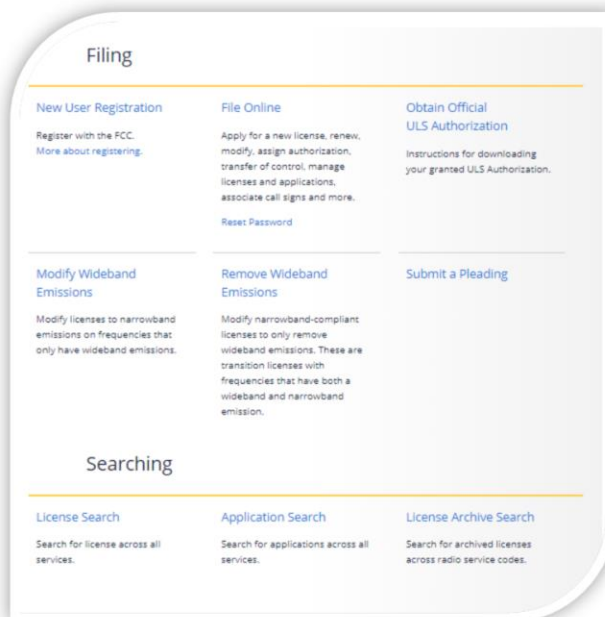 Filing
New User Registration
Register with the FCC.
More about registering.
File Online
Apply for a new license, renew,
modify, assign authorization,
transfer of control, manage
licenses and applications,
associate call signs and more.
Reset Password
Obtain Official
ULS Authorization
Instructions for downloading
your granted ULS Authorization.
Modify Wideband
Emissions
Modify licenses to narrowband
emissions on frequencies that
only have wideband emissions.
Remove Wideband
Emissions
Modify narrowband-compliant
licenses to only remove
wideband emissions. These are
transition licenses with
frequencies that have both a
wideband and narrowband
emission.
Submit a Pleading
Searching
License Search
Search for license across all
services.
Application Search
Search for applications across all
services.
License Archive Search
Search for archived licenses
across radio service codes.